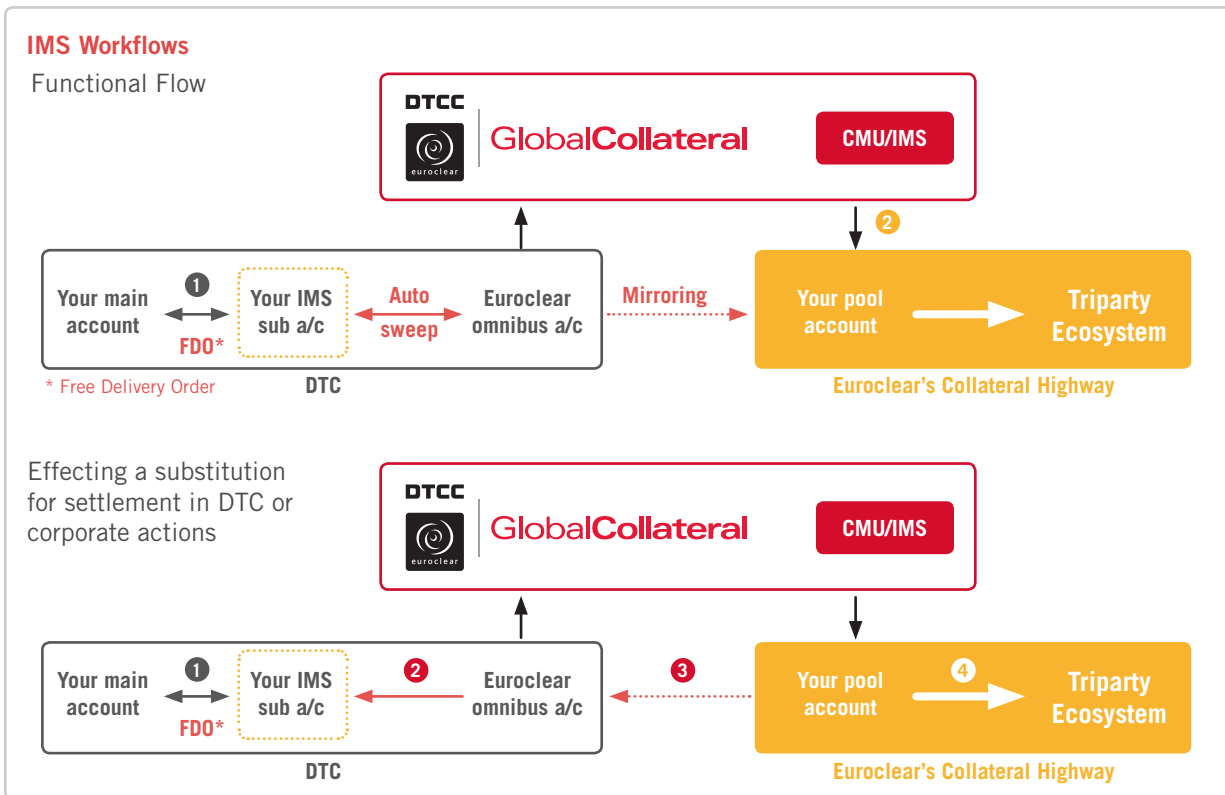 IMS Workflows
Functional Flow
DTCC
euroclear
GlobalCollateral
CMU/IMS
2
Your main
account
1
FDO*
Your IMS
sub a/c
Auto
sweep
Euroclear
omnibus a/c
Mirroring
Your pool
account
Triparty
Ecosystem
* Free Delivery Order
DTC
Euroclear’s Collateral Highway
Effecting a substitution
for settlement in DTC or
corporate actions
DTCC
euroclear
GlobalCollateral
CMU/IMS
Your main
account
1
FDO*
Your IMS
sub a/c
2
Euroclear
omnibus a/c
3
Your pool
account
4
Triparty
Ecosystem
DTC
Euroclear’s Collateral Highway